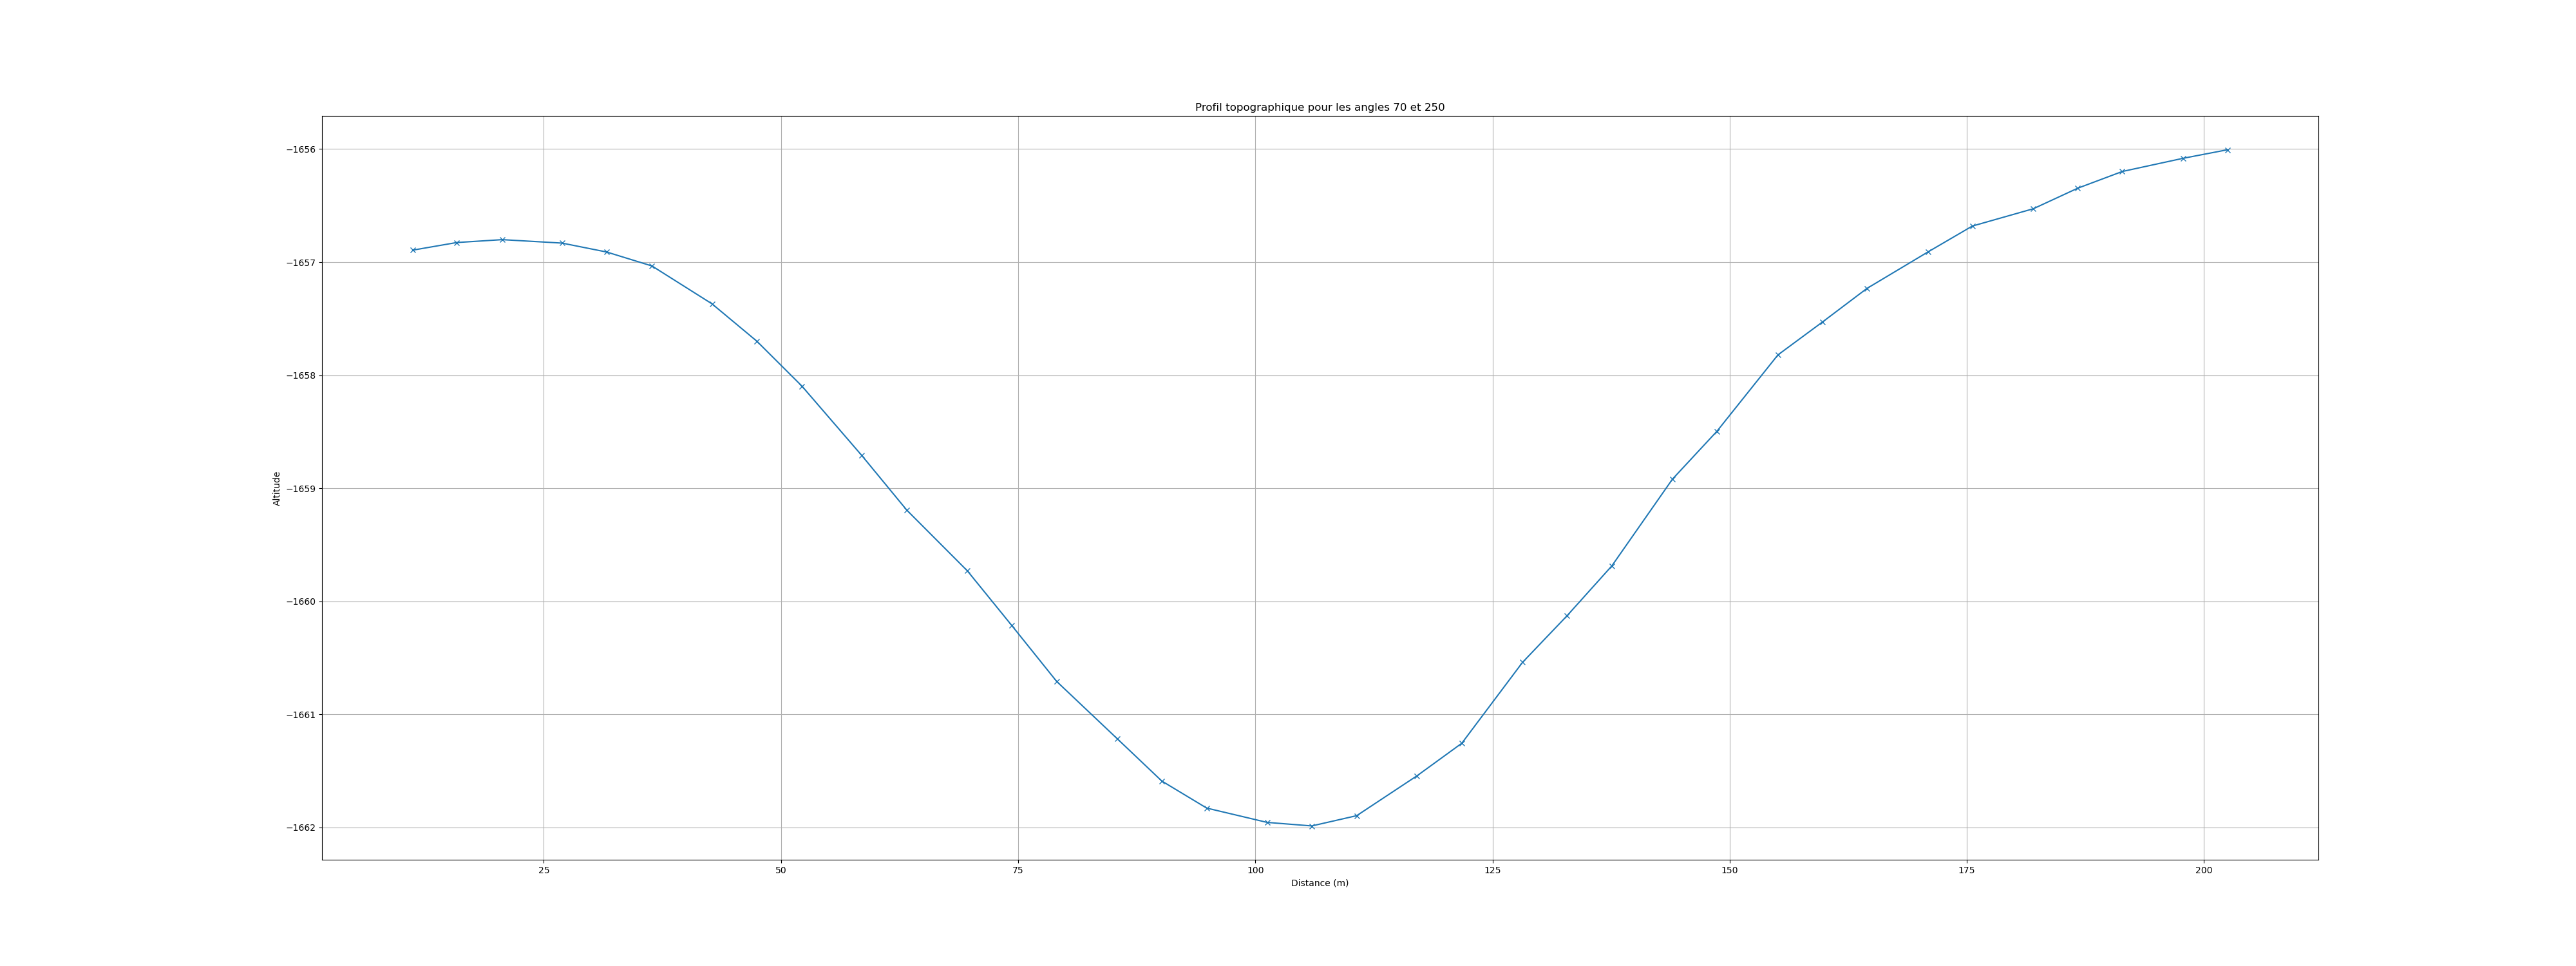 Profil topographique pour les angles 70 et 250
Altitude
−1656
−1657
−1658
−1659
−1660
−1661
−1662
25 50 75 100 125 150 175 200
Distance (m)